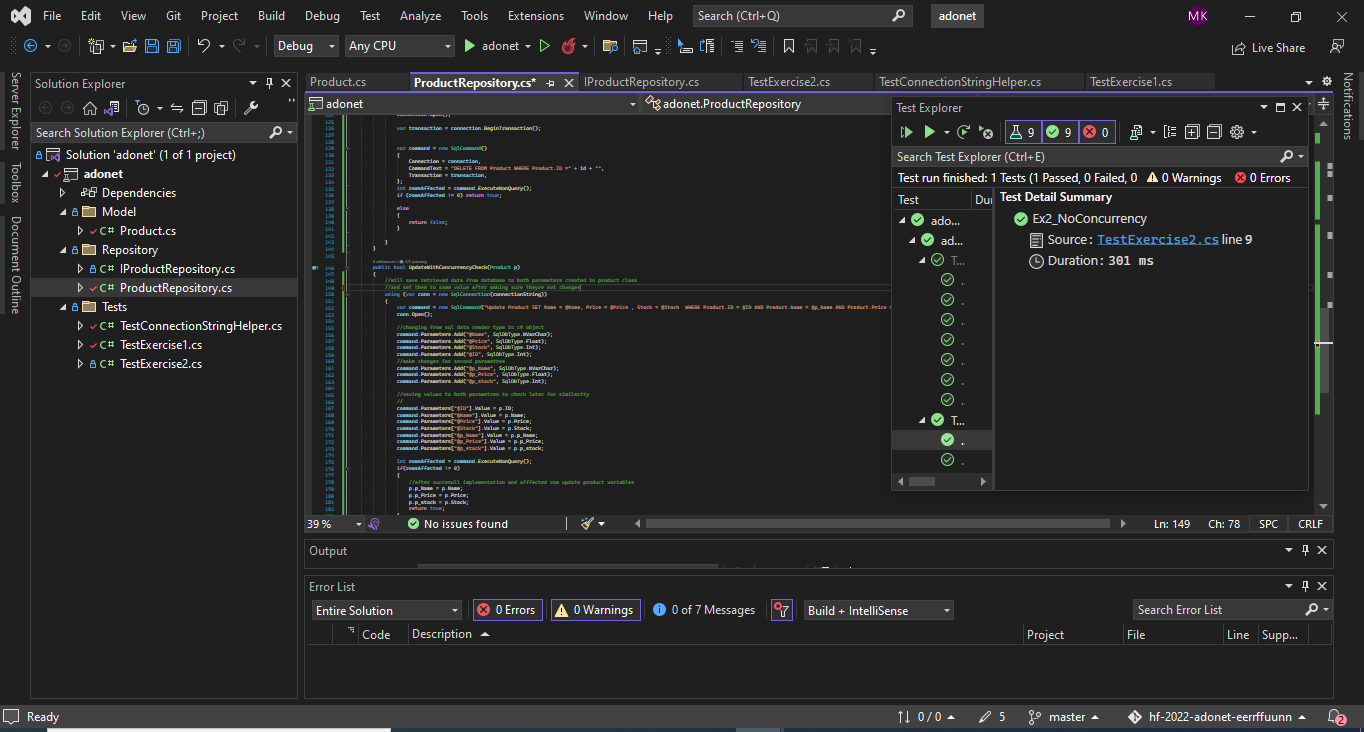 File Edit View Git Project Build Debug Test Analyze Tools Extensions Window Help Search (Ctrl+Q) adonet MK
Debug Any CPU adonet Live Share
Server Explorer
Toolbox
Document Outline
Notifications
Solution Explorer
Search Solution Explorer (Ctrl+;)
Solution 'adonet' (1 of 1 project)
adonet
Dependencies
Model
C# Product.cs
Repository
C# IProductRepository.cs
C# ProductRepository.cs
Tests
C# TestConnectionStringHelper.cs
C# TestExercise1.cs
C# TestExercise2.cs
Product.cs ProductRepository.cs* IProductRepository.cs TestExercise2.cs TestConnectionStringHelper.cs TestExercise1.cs
adonet adonet.ProductRepository
var transaction = connection.BeginTransaction();
var command = new SqlCommand()
{
Connection = connection,
CommandText = "DELETE FROM Product WHERE Product.ID =" + id + "",
Transaction = transaction,
};
int rowsAffected = command.ExecuteNonQuery();
if (rowsAffected != 0) return true;
else
{
return false;
}
}
}
public bool UpdateWithConcurrencyCheck(Product p)
{
//will save retrieved data from database to both parameters created in product class
//and set them to same value after making sure theyre not changed
using (var conn = new SqlConnection(connectionString))
{
var command = new SqlCommand("Update Product SET Name = @Name, Price = @Price , Stock = @Stock WHERE Product.ID = @ID AND Product.Name = @p_Name AND Product.Price =
conn.Open();
//changing from sql data reader type to c# object
command.Parameters.Add("@Name", SqlDbType.NVarChar);
command.Parameters.Add("@Price", SqlDbType.Float);
command.Parameters.Add("@Stock", SqlDbType.Int);
command.Parameters.Add("@ID", SqlDbType.Int);
//make changes for second parametres
command.Parameters.Add("@p_Name", SqlDbType.NVarChar);
command.Parameters.Add("@p_Price", SqlDbType.Float);
command.Parameters.Add("@p_stock", SqlDbType.Int);
//saving values to both parametres to check later for similarity
//
command.Parameters["@ID"].Value = p.ID;
command.Parameters["@Name"].Value = p.Name;
command.Parameters["@Price"].Value = p.Price;
command.Parameters["@Stock"].Value = p.Stock;
command.Parameters["@p_Name"].Value = p.p_Name;
command.Parameters["@p_Price"].Value = p.p_Price;
command.Parameters["@p_stock"].Value = p.p_stock;
int rowsAffected = command.ExecuteNonQuery();
if(rowsAffected != 0)
{
p.p_Name = p.Name;
p.p_Price = p.Price;
p.p_stock = p.Stock;
return true;
39 % No issues found Ln: 149 Ch: 78 SPC CRLF
Test Explorer
9 9 0
Search Test Explorer (Ctrl+E)
Test run finished: 1 Tests (1 Passed, 0 Failed, 0 0 Warnings 0 Errors
Test Du
ado...
ad...
T...
T...
Test Detail Summary
Ex2_NoConcurrency
Source: TestExercise2.cs line 9
Duration: 301 ms
Output
Error List
Entire Solution 0 Errors 0 Warnings 0 of 7 Messages Build + IntelliSense Search Error List
Code Description Project File Line Supp...
Ready 0 / 0 5 master hf-2022-adonet-eerrffuunn 2